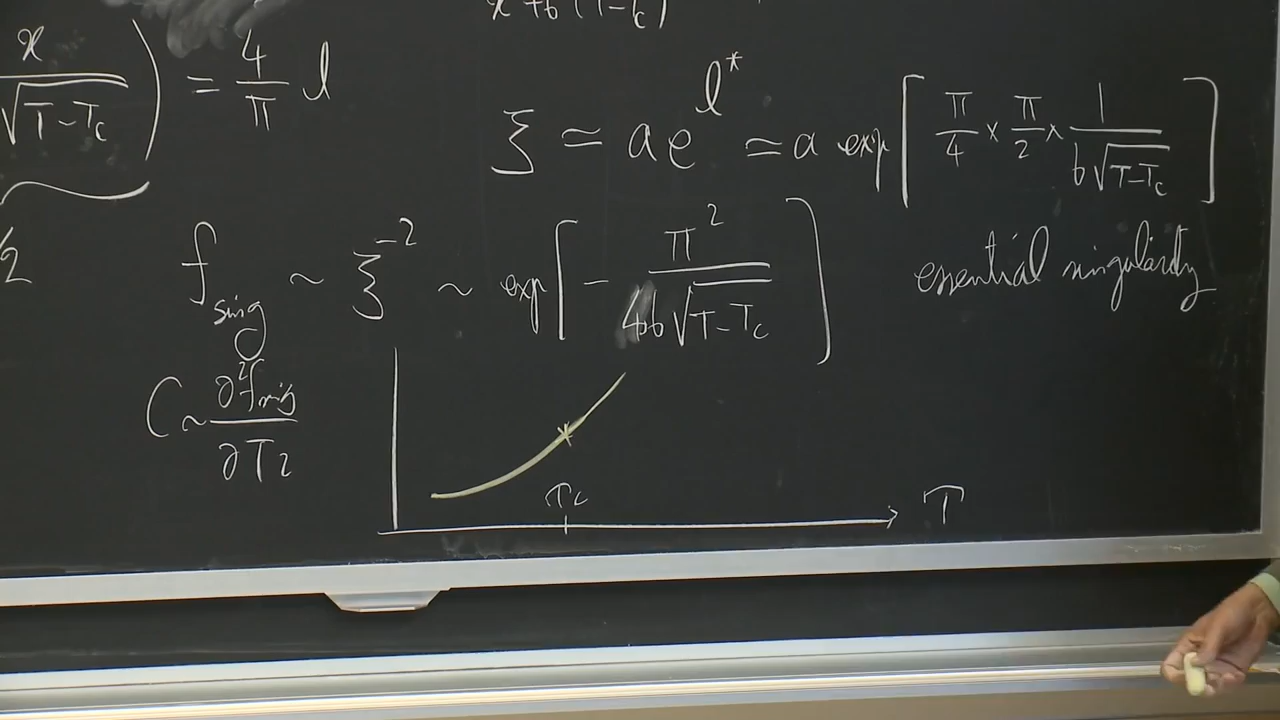 x + b(T-Tc)
x / √(T-Tc) ) = 4/π l
ξ ≃ a e^{l*} ≃ a exp[ π/4 × π/2 × 1/(b√(T-Tc)) ]
/2
f_sing ~ ξ^{-2} ~ exp[ - π²/(4b√(T-Tc)) ]
essential singularity
C ~ ∂²f_sing / ∂T²
Tc
T